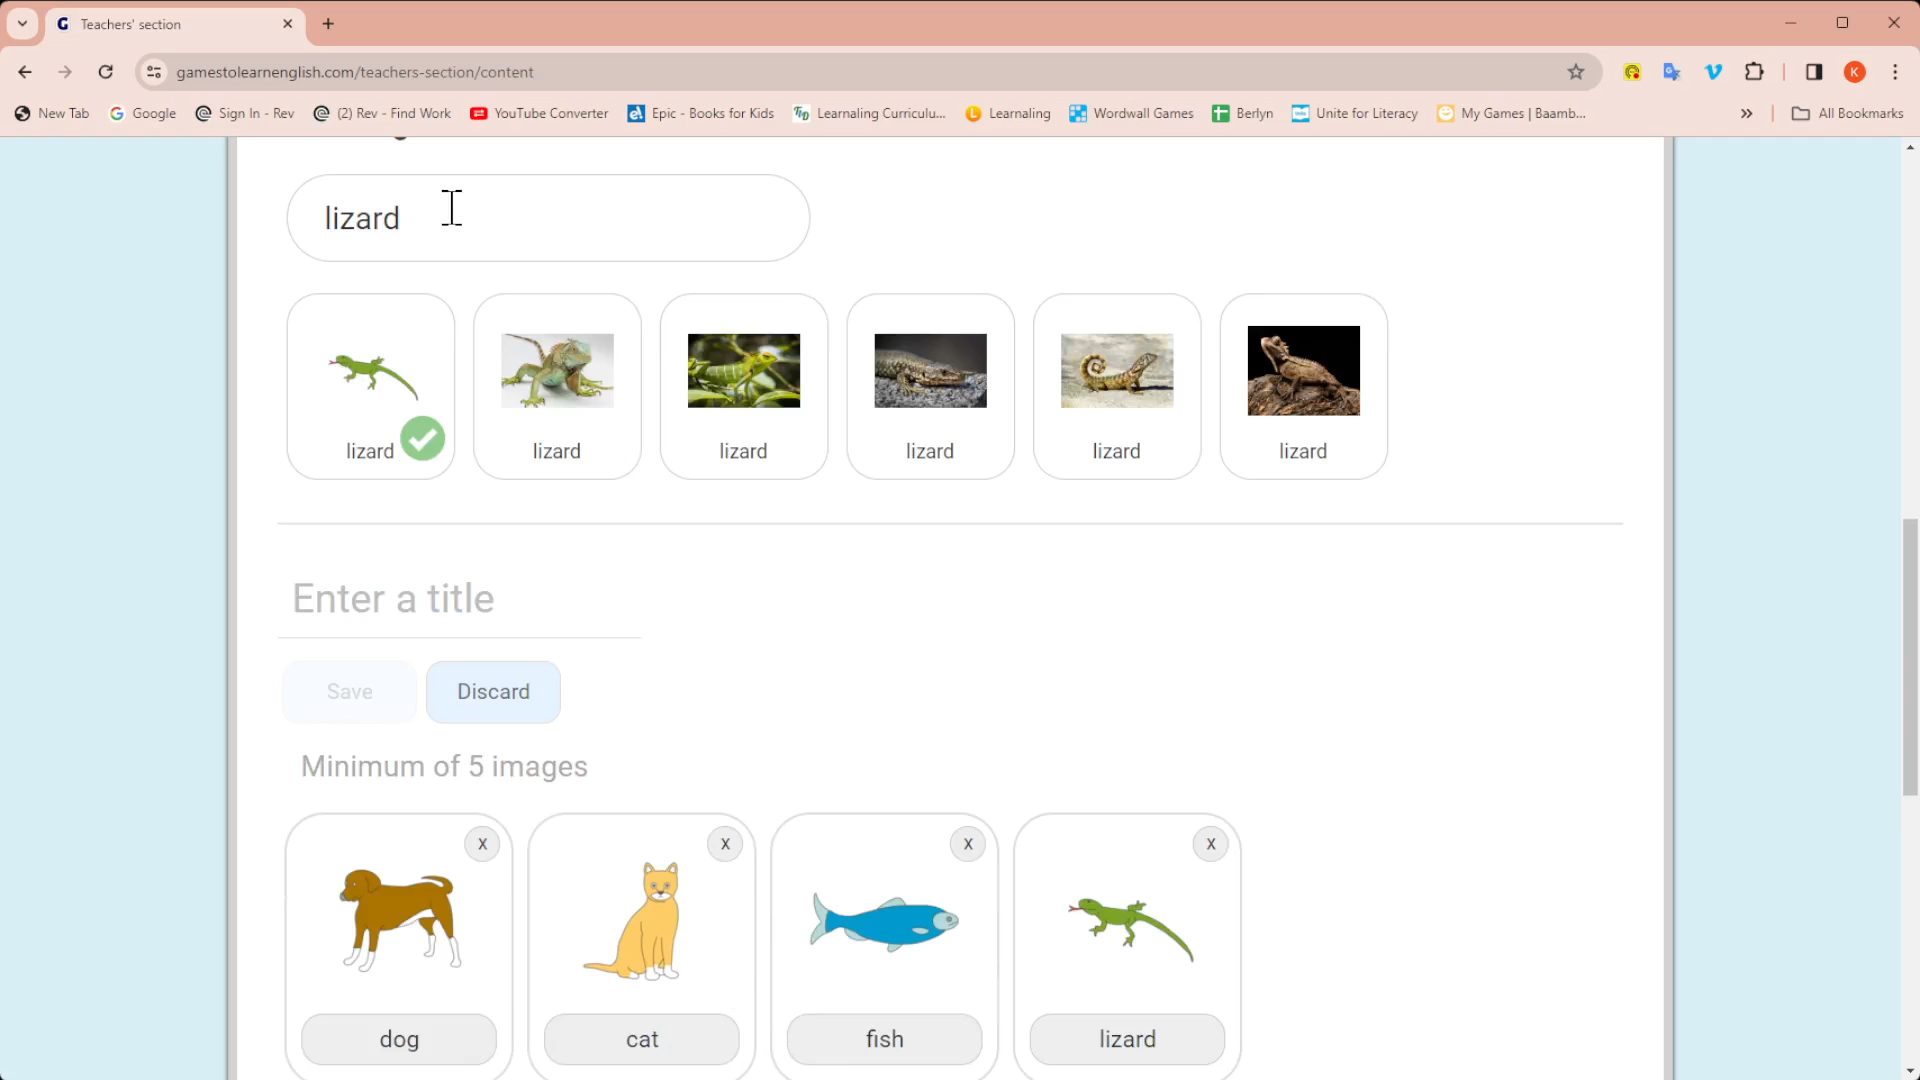 Teachers' section
gamestolearnenglish.com/teachers-section/content
K
New Tab
Google
Sign In - Rev
(2) Rev - Find Work
YouTube Converter
Epic - Books for Kids
Learnaling Curriculu...
Learnaling
Wordwall Games
Berlyn
Unite for Literacy
My Games | Baamb...
All Bookmarks
lizard
lizard
lizard
lizard
lizard
lizard
lizard
Enter a title
Save
Discard
Minimum of 5 images
X
X
X
X
dog
cat
fish
lizard